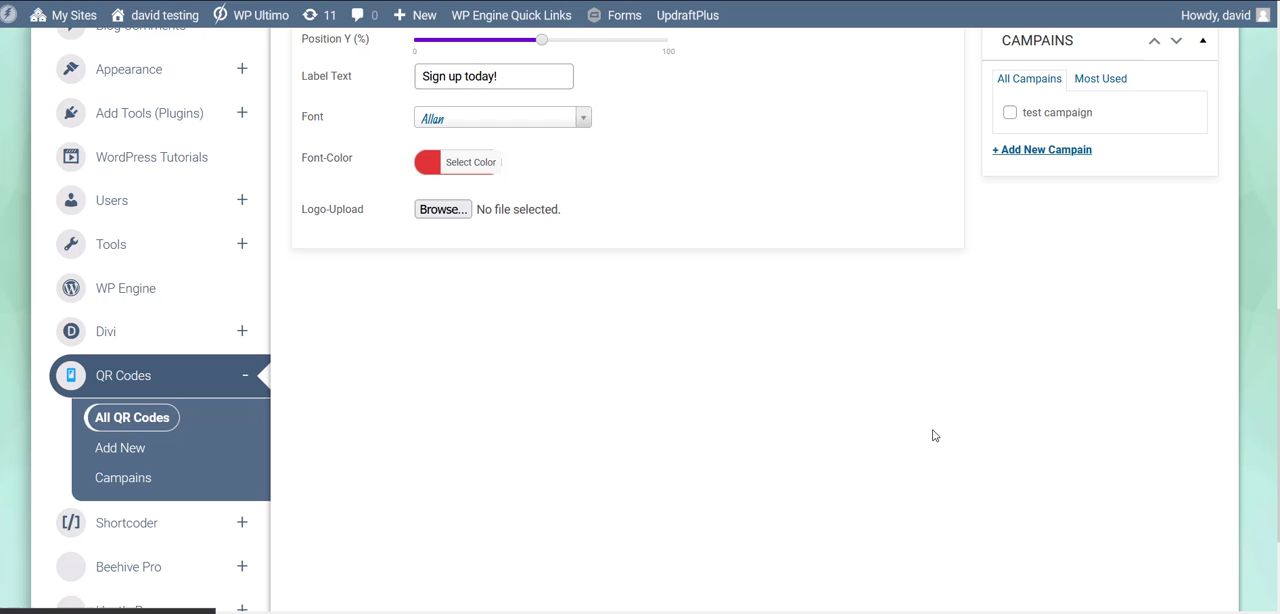 My Sites david testing WP Ultimo 11 0 New WP Engine Quick Links Forms UpdraftPlus Howdy, david
Blog Comments
Appearance
Add Tools (Plugins)
WordPress Tutorials
Users
Tools
WP Engine
D Divi
QR Codes
All QR Codes
Add New
Campains
[/] Shortcoder
Beehive Pro
Position Y (%)
0 100
Label Text Sign up today!
Font Allan
Font-Color Select Color
Logo-Upload Browse... No file selected.
CAMPAINS
All Campains Most Used
test campaign
+ Add New Campain